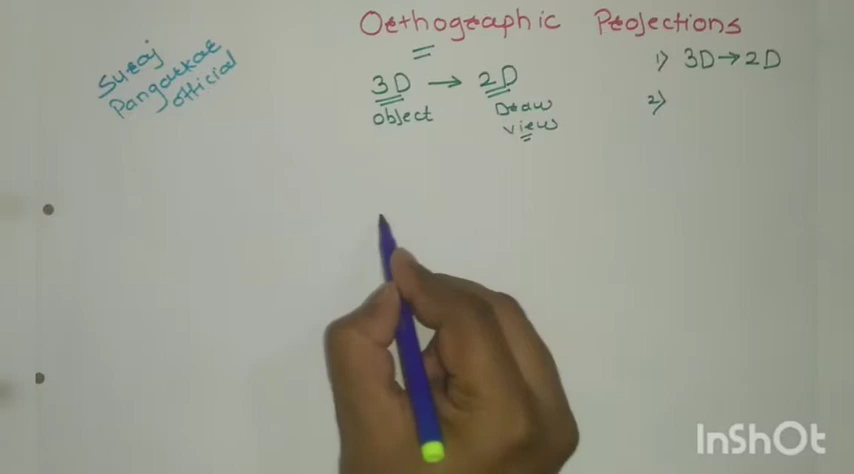 Orthographic Projections
Suraj
Pangarkar
official
3D → 2D
object
Draw
view
1) 3D → 2D
2)
InShOt